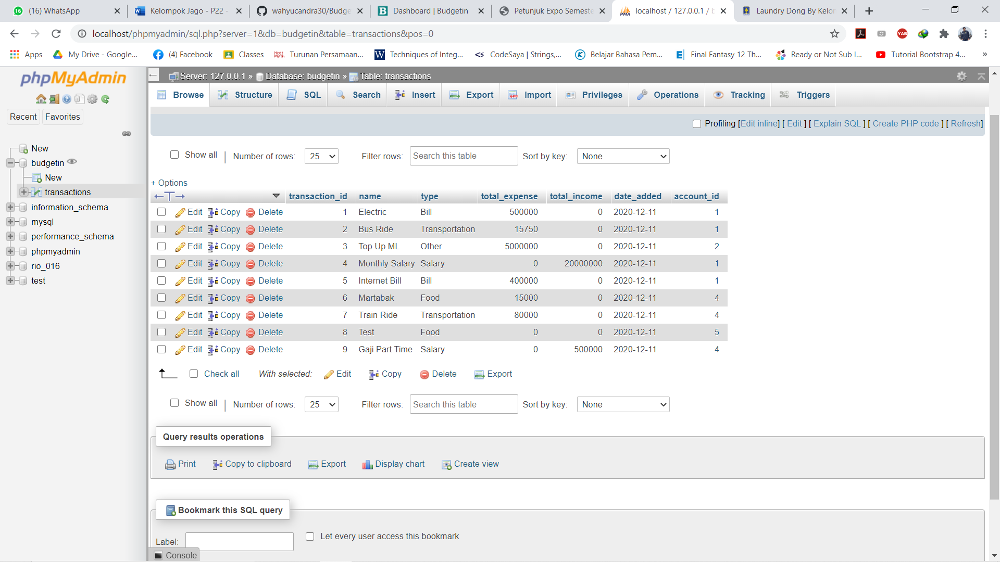 (16) WhatsApp
Kelompok Jago - P22 -
wahyucandra30/Budge
Dashboard | Budgetin
Petunjuk Expo Semeste
localhost / 127.0.0.1 / b
Laundry Dong By Kelo
localhost/phpmyadmin/sql.php?server=1&db=budgetin&table=transactions&pos=0
Apps
My Drive - Google...
(4) Facebook
Classes
Turunan Persamaan...
Techniques of Integ...
CodeSaya | Strings,...
Belajar Bahasa Pem...
Final Fantasy 12 Th...
Ready or Not Sub I...
Tutorial Bootstrap 4...
»
phpMyAdmin
Recent
Favorites
New
budgetin
New
transactions
information_schema
mysql
performance_schema
phpmyadmin
rio_016
test
Server: 127.0.0.1 » Database: budgetin » Table: transactions
Browse Structure SQL Search Insert Export Import Privileges Operations Tracking Triggers
Profiling [Edit inline] [ Edit ] [ Explain SQL ] [ Create PHP code ] [ Refresh]
Show all | Number of rows: 25 Filter rows: Search this table Sort by key: None
+ Options
←T→ transaction_id name type total_expense total_income date_added account_id
Edit Copy Delete 1 Electric Bill 500000 0 2020-12-11 1
Edit Copy Delete 2 Bus Ride Transportation 15750 0 2020-12-11 1
Edit Copy Delete 3 Top Up ML Other 5000000 0 2020-12-11 2
Edit Copy Delete 4 Monthly Salary Salary 0 20000000 2020-12-11 1
Edit Copy Delete 5 Internet Bill Bill 400000 0 2020-12-11 1
Edit Copy Delete 6 Martabak Food 15000 0 2020-12-11 4
Edit Copy Delete 7 Train Ride Transportation 80000 0 2020-12-11 4
Edit Copy Delete 8 Test Food 0 0 2020-12-11 5
Edit Copy Delete 9 Gaji Part Time Salary 0 500000 2020-12-11 4
Check all With selected: Edit Copy Delete Export
Show all | Number of rows: 25 Filter rows: Search this table Sort by key: None
Query results operations
Print Copy to clipboard Export Display chart Create view
Bookmark this SQL query
Label: Let every user access this bookmark
Console